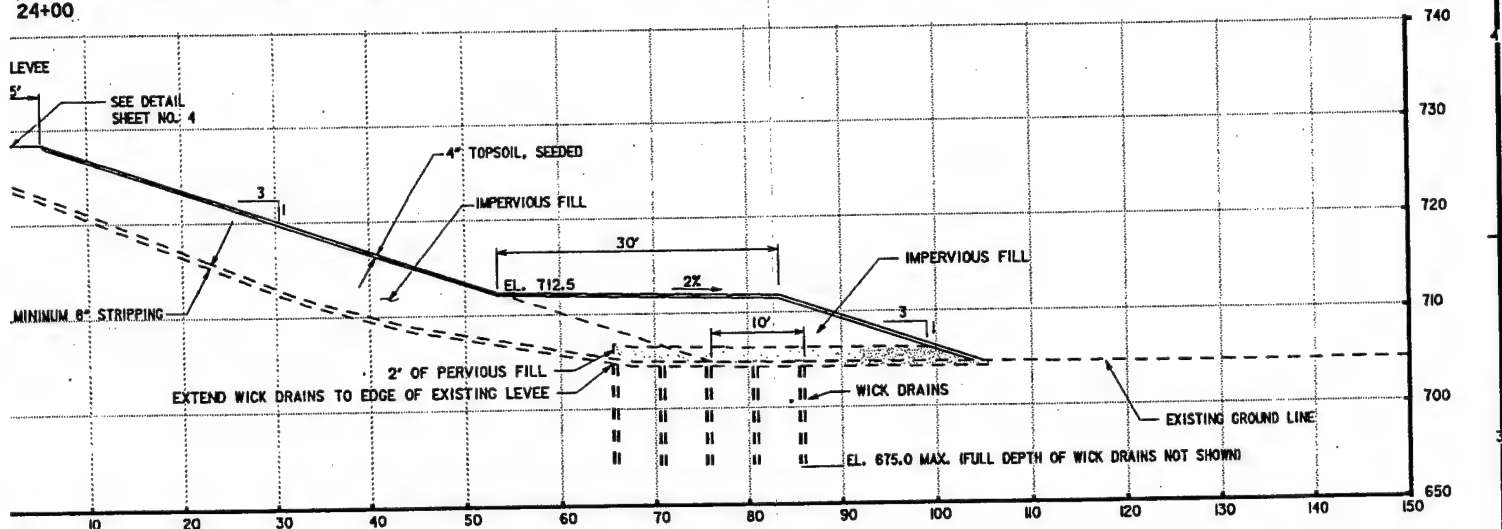 24+00
740
LEVEE
5'
SEE DETAIL
SHEET NO. 4
730
4" TOPSOIL, SEEDED
3
1
IMPERVIOUS FILL
720
30'
IMPERVIOUS FILL
EL. 712.5
2%
MINIMUM 6" STRIPPING
710
10'
3
1
2' OF PERVIOUS FILL
EXTEND WICK DRAINS TO EDGE OF EXISTING LEVEE
WICK DRAINS
700
EXISTING GROUND LINE
EL. 675.0 MAX. (FULL DEPTH OF WICK DRAINS NOT SHOWN)
650
10 20 30 40 50 60 70 80 90 100 110 120 130 140 150